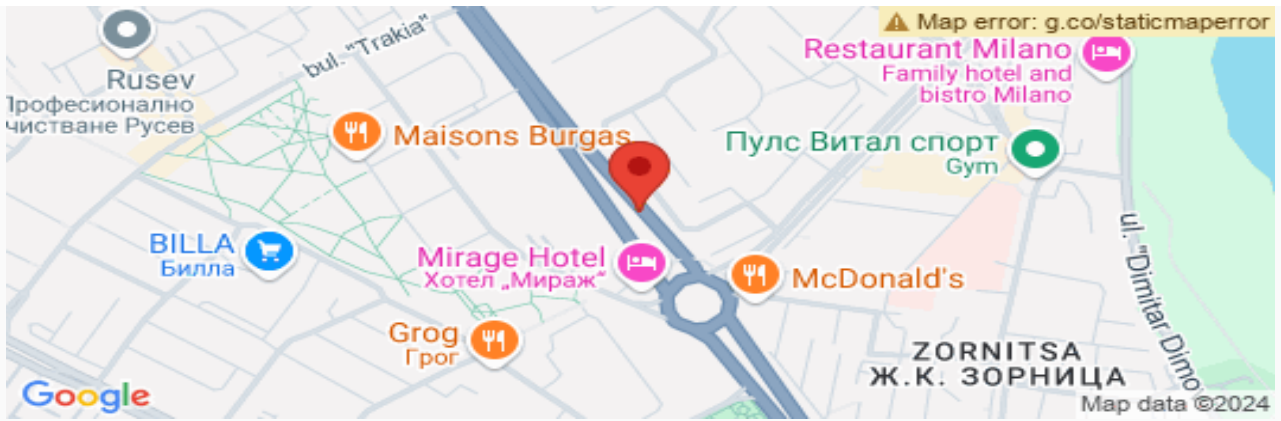 Map error: g.co/staticmaperror
Restaurant Milano
Family hotel and
bistro Milano
bul. "Trakia"
Rusev
Професионално
чистване Русев
Maisons Burgas
Пулс Витал спорт
Gym
BILLA
Билла
Mirage Hotel
Хотел „Мираж“
McDonald's
ul. "Dimitar Dimo
Grog
Грог
ZORNITSA
Ж.К. ЗОРНИЦА
Google
Map data ©2024